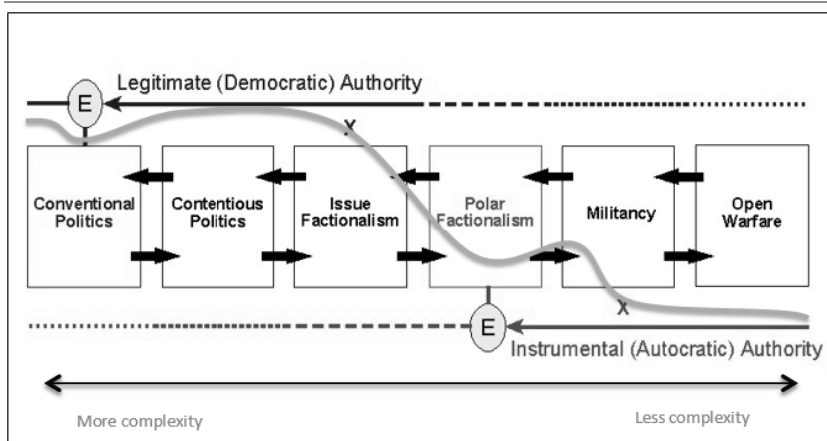 Legitimate (Democratic) Authority
E
X
Conventional
Politics
Contentious
Politics
Issue
Factionalism
Polar
Factionalism
Militancy
Open
Warfare
X
E
Instrumental (Autocratic) Authority
More complexity
Less complexity